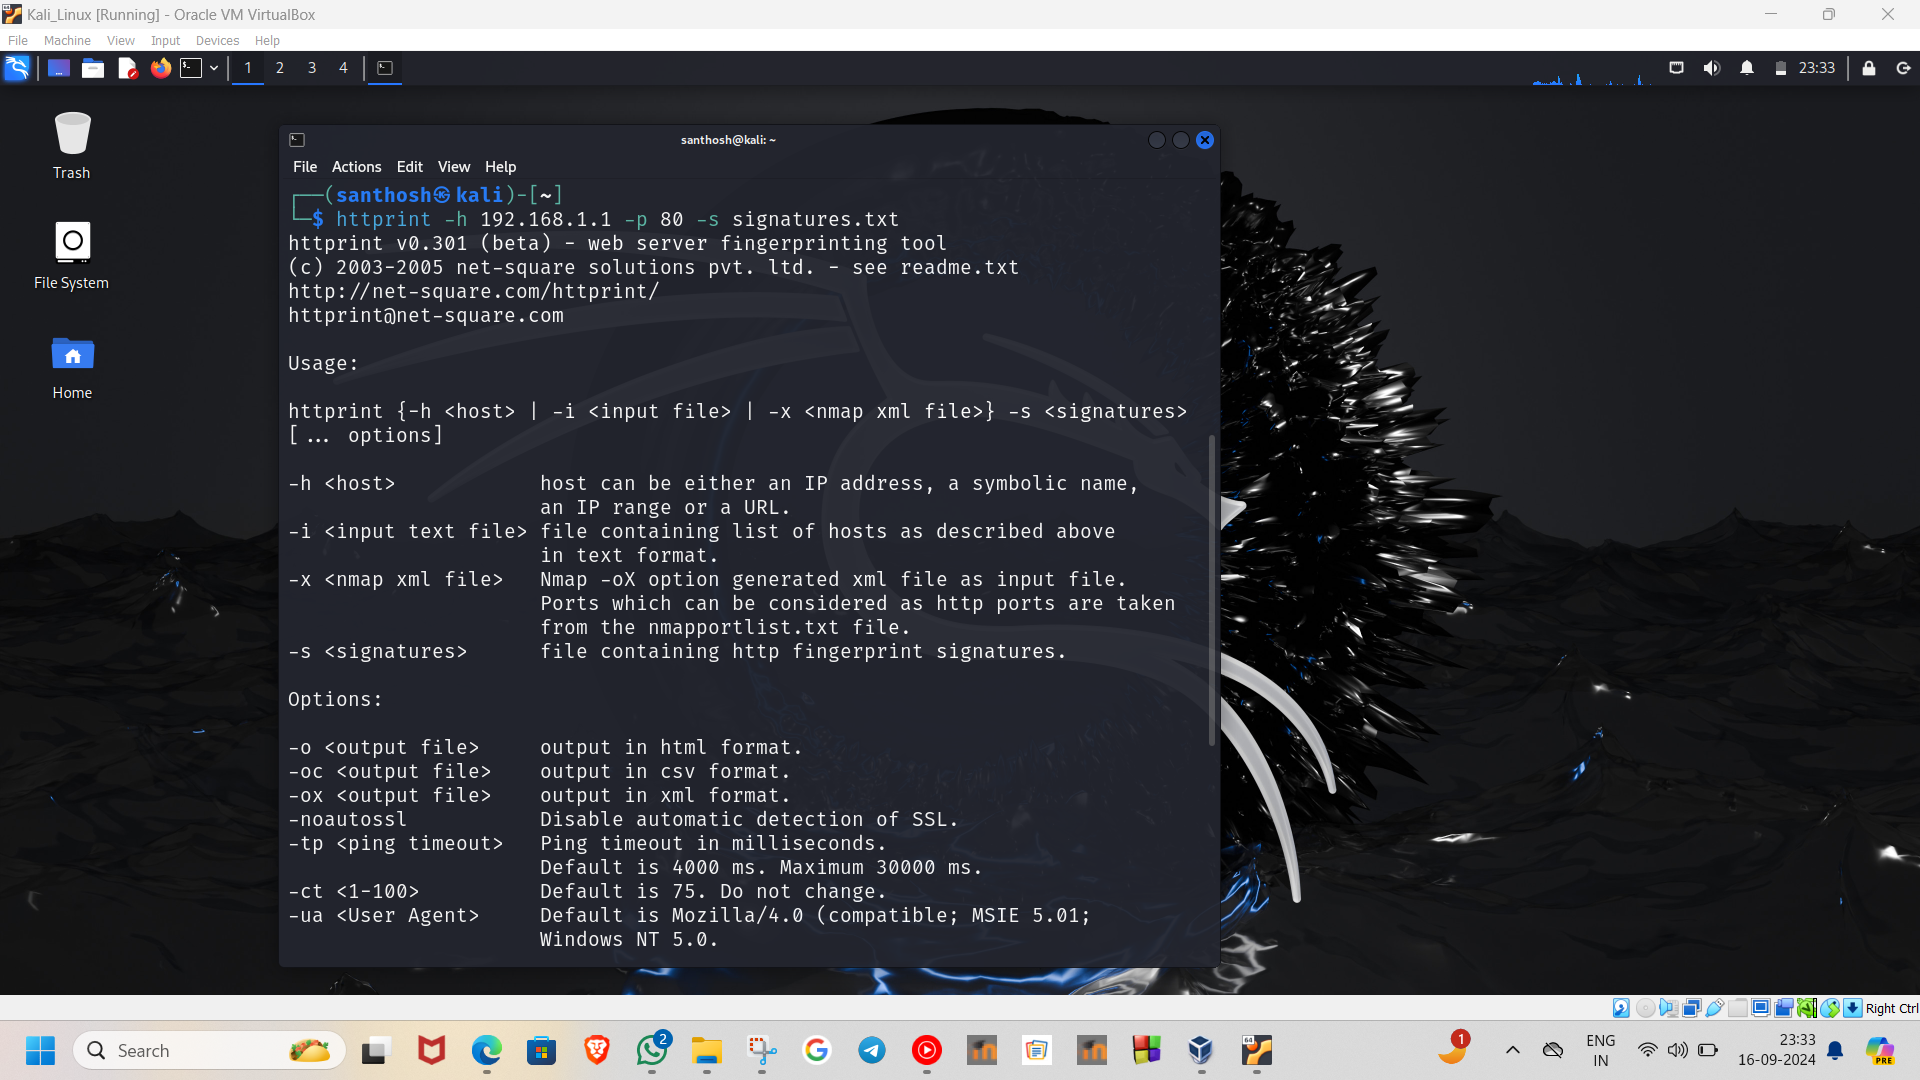 Kali_Linux [Running] - Oracle VM VirtualBox
File Machine View Input Devices Help
1 2 3 4
23:33
Trash
File System
Home
santhosh@kali: ~
File Actions Edit View Help
┌──(santhosh㉿kali)-[~]
└─$ httprint -h 192.168.1.1 -p 80 -s signatures.txt
httprint v0.301 (beta) - web server fingerprinting tool
(c) 2003-2005 net-square solutions pvt. ltd. - see readme.txt
http://net-square.com/httprint/
httprint@net-square.com
Usage:
httprint {-h <host> | -i <input file> | -x <nmap xml file>} -s <signatures>
[... options]
-h <host> host can be either an IP address, a symbolic name,
an IP range or a URL.
-i <input text file> file containing list of hosts as described above
in text format.
-x <nmap xml file> Nmap -oX option generated xml file as input file.
Ports which can be considered as http ports are taken
from the nmapportlist.txt file.
-s <signatures> file containing http fingerprint signatures.
Options:
-o <output file> output in html format.
-oc <output file> output in csv format.
-ox <output file> output in xml format.
-noautossl Disable automatic detection of SSL.
-tp <ping timeout> Ping timeout in milliseconds.
Default is 4000 ms. Maximum 30000 ms.
-ct <1-100> Default is 75. Do not change.
-ua <User Agent> Default is Mozilla/4.0 (compatible; MSIE 5.01;
Windows NT 5.0.
Right Ctrl
Search
2
64
1
ENG
IN
23:33
16-09-2024
PRE